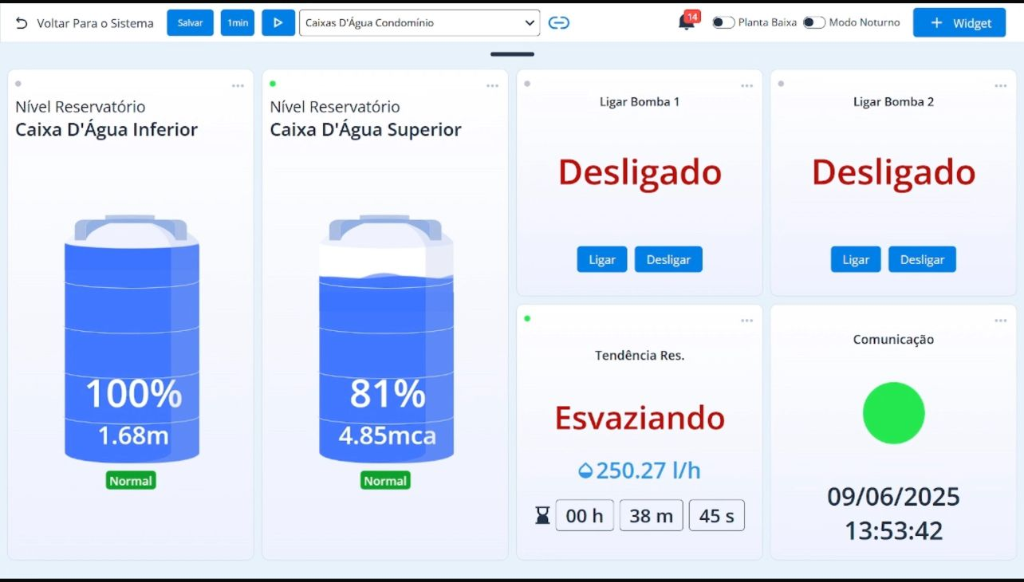 Voltar Para o Sistema
Salvar
1min
Caixas D'Água Condomínio
14
Planta Baixa
Modo Noturno
+ Widget
Nível Reservatório
Caixa D'Água Inferior
100%
1.68m
Normal
Nível Reservatório
Caixa D'Água Superior
81%
4.85mca
Normal
Ligar Bomba 1
Desligado
Ligar
Desligar
Ligar Bomba 2
Desligado
Ligar
Desligar
Tendência Res.
Esvaziando
250.27 l/h
00 h
38 m
45 s
Comunicação
09/06/2025
13:53:42